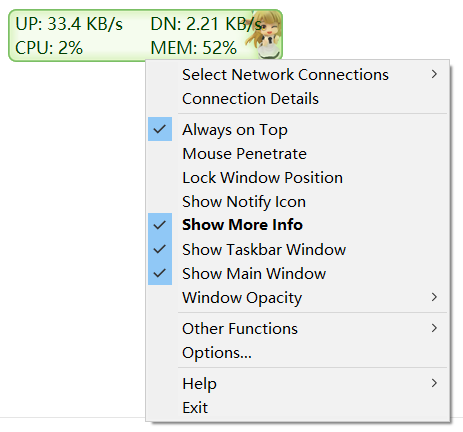 UP: 33.4 KB/s DN: 2.21 KB/s
CPU: 2% MEM: 52%
Select Network Connections
Connection Details
Always on Top
Mouse Penetrate
Lock Window Position
Show Notify Icon
Show More Info
Show Taskbar Window
Show Main Window
Window Opacity
Other Functions
Options...
Help
Exit